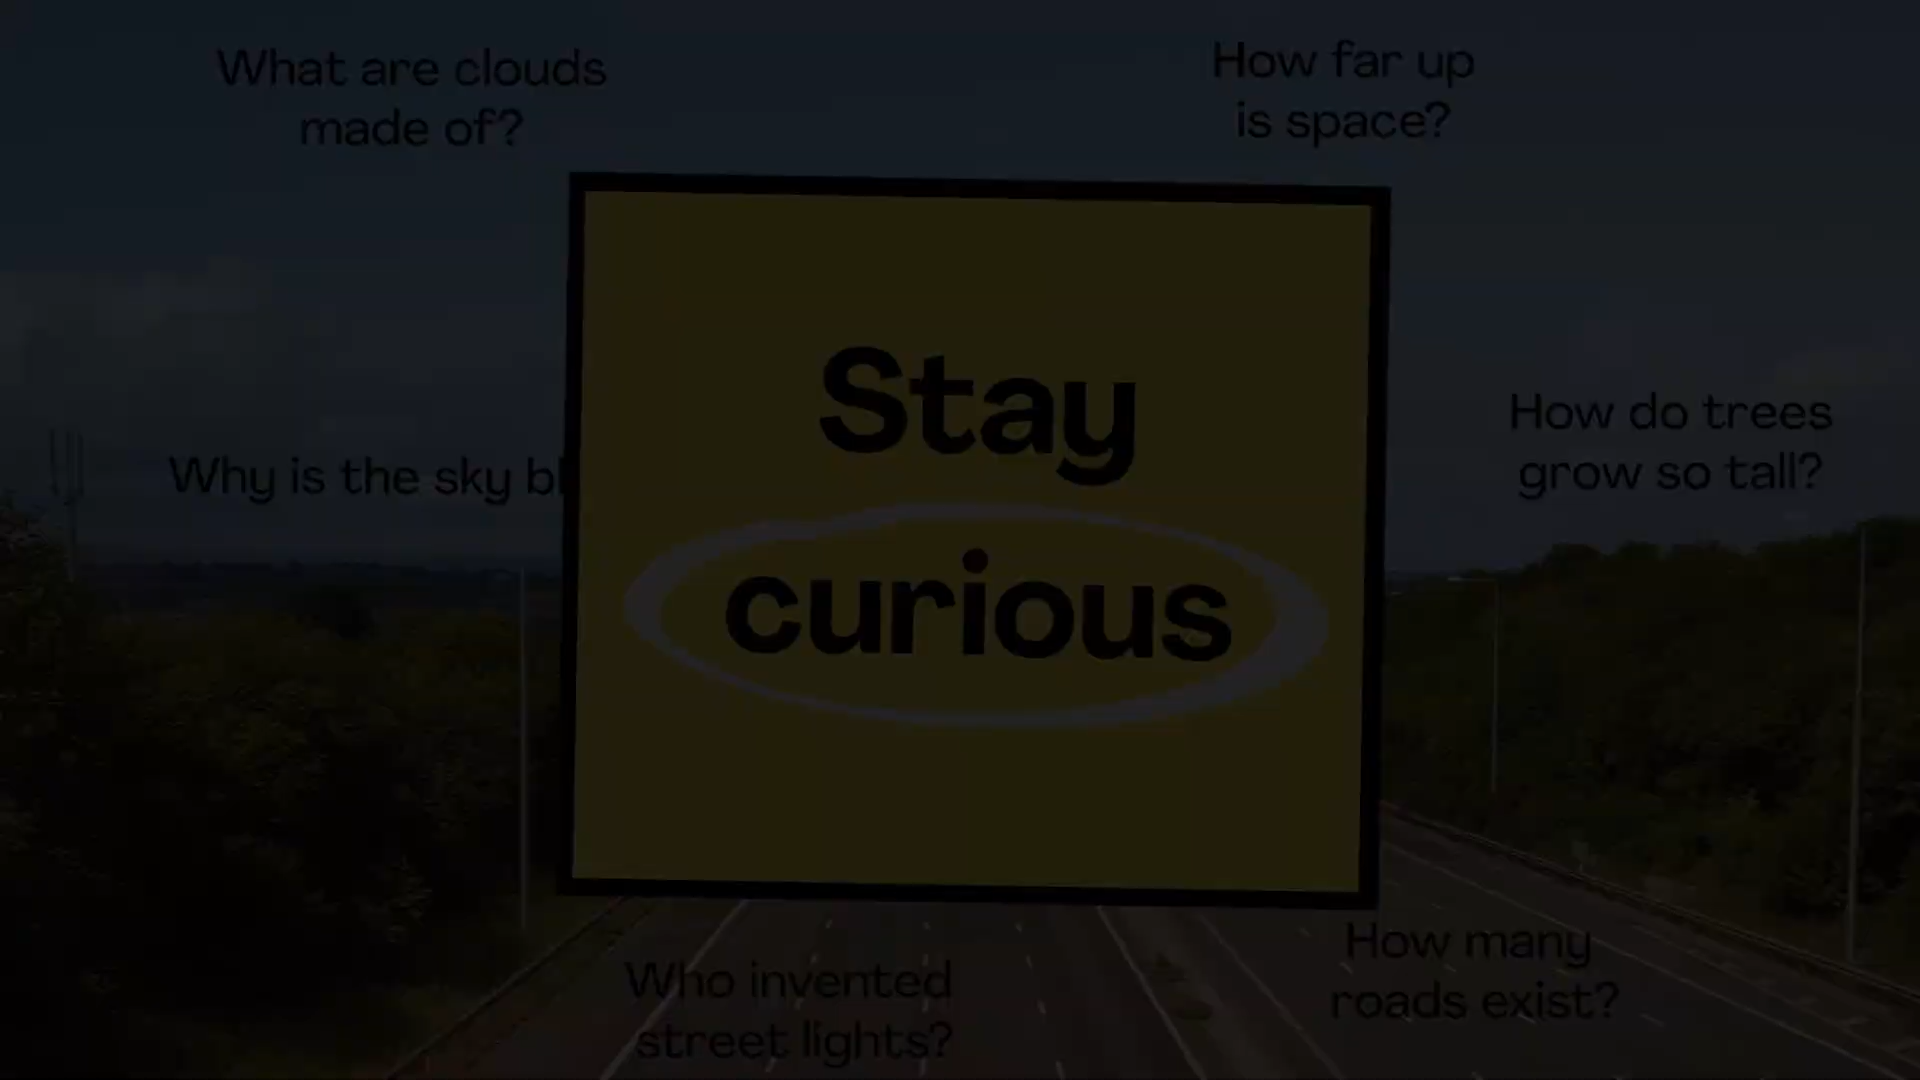 What are clouds
made of?
How far up
is space?
Stay
curious
Why is the sky bl
How do trees
grow so tall?
Who invented
street lights?
How many
roads exist?